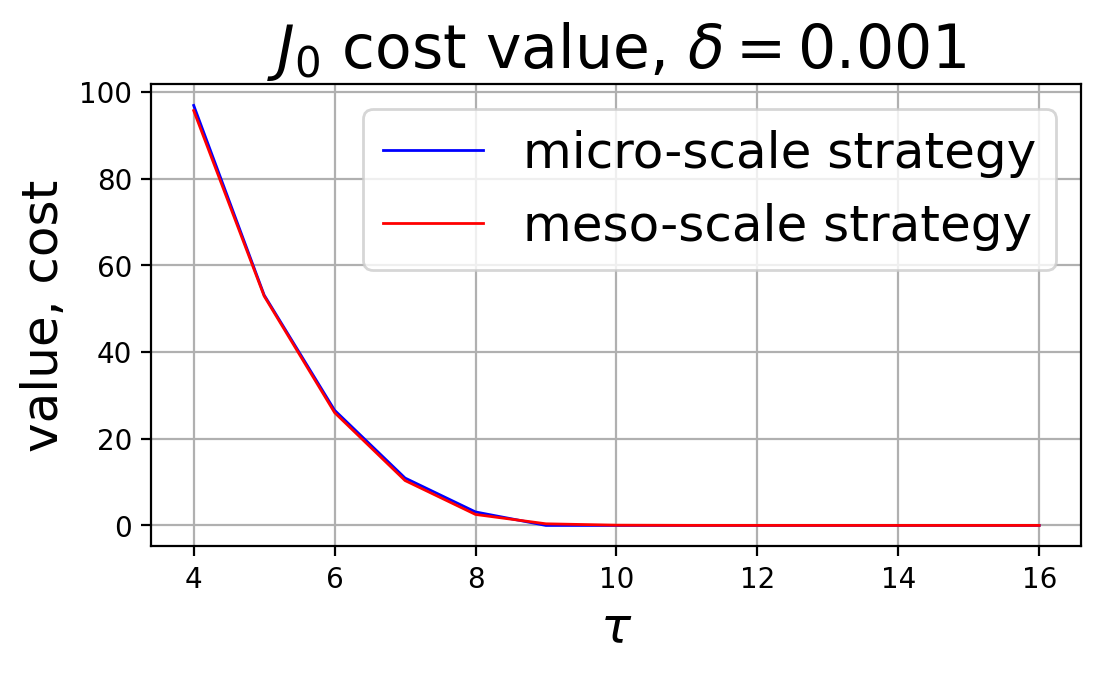 J₀ cost value, δ = 0.001
value, cost
100
80
60
40
20
0
micro-scale strategy
meso-scale strategy
4 6 8 10 12 14 16
τ